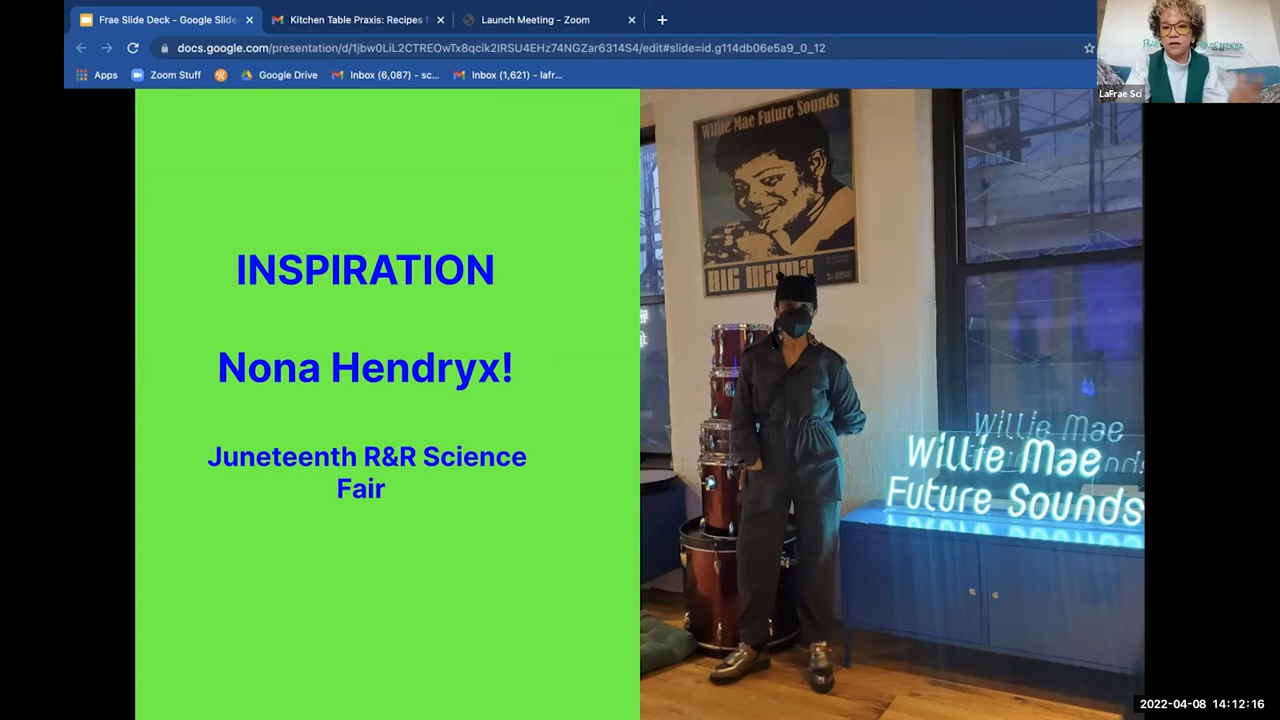 Frae Slide Deck - Google Slide
Kitchen Table Praxis: Recipes f
Launch Meeting - Zoom
docs.google.com/presentation/d/1jbw0LiL2CTREOwTx8qcik2IRSU4EHz74NGZar6314S4/edit#slide=id.g114db06e5a9_0_12
Apps
Zoom Stuff
Google Drive
Inbox (6,087) - sc...
Inbox (1,621) - lafr...
LaFrae Sci
INSPIRATION
Nona Hendryx!
Juneteenth R&R Science
Fair
Willie Mae Future Sounds
BIG MAMA
Willie Mae
Willie Mae
Future Sounds
2022-04-08 14:12:16